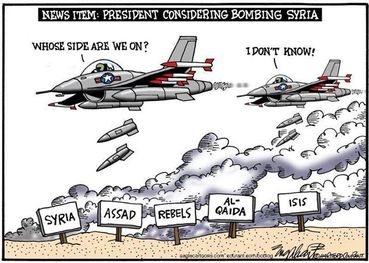 NEWS ITEM: PRESIDENT CONSIDERING BOMBING SYRIA
WHOSE SIDE ARE WE ON?
I DON'T KNOW!
SYRIA
ASSAD
REBELS
AL-
QAIDA
ISIS